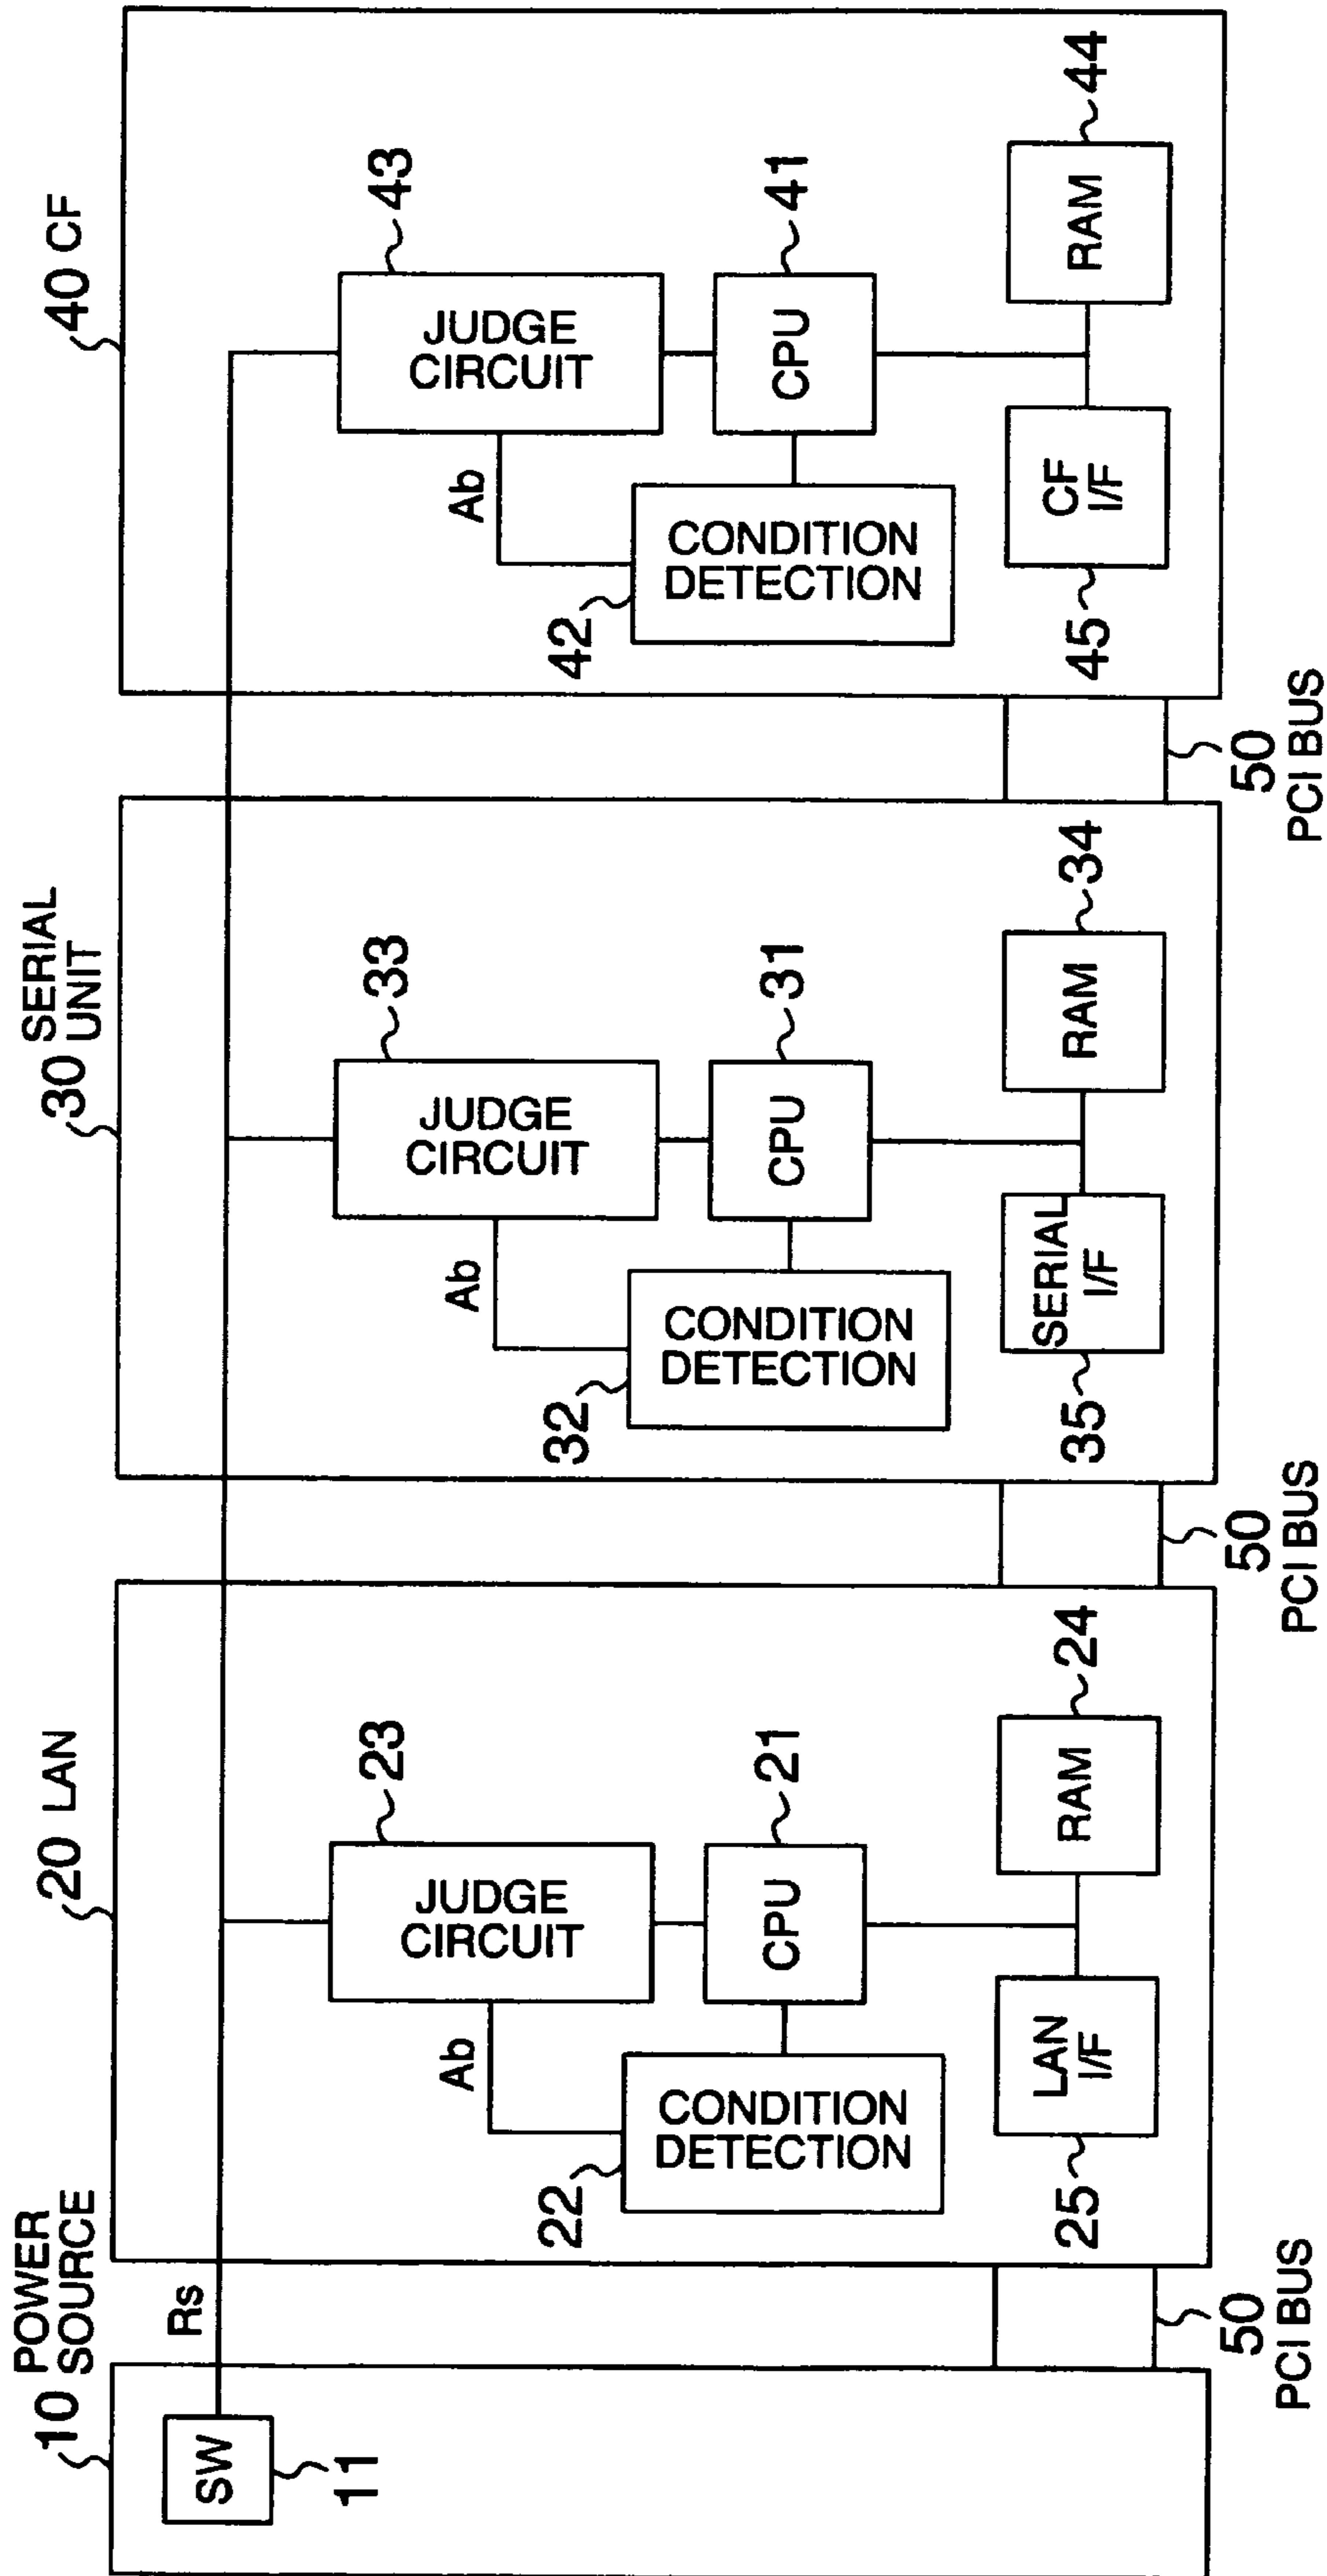 10 POWER
SOURCE
SW
11
Rs
50
PCI BUS
20 LAN
JUDGE
CIRCUIT
23
Ab
CONDITION
DETECTION
22
CPU
21
LAN
I/F
25
RAM
24
50
PCI BUS
30 SERIAL
UNIT
JUDGE
CIRCUIT
33
Ab
CONDITION
DETECTION
32
CPU
31
SERIAL
I/F
35
RAM
34
50
PCI BUS
40 CF
JUDGE
CIRCUIT
43
Ab
CONDITION
DETECTION
42
CPU
41
CF
I/F
45
RAM
44